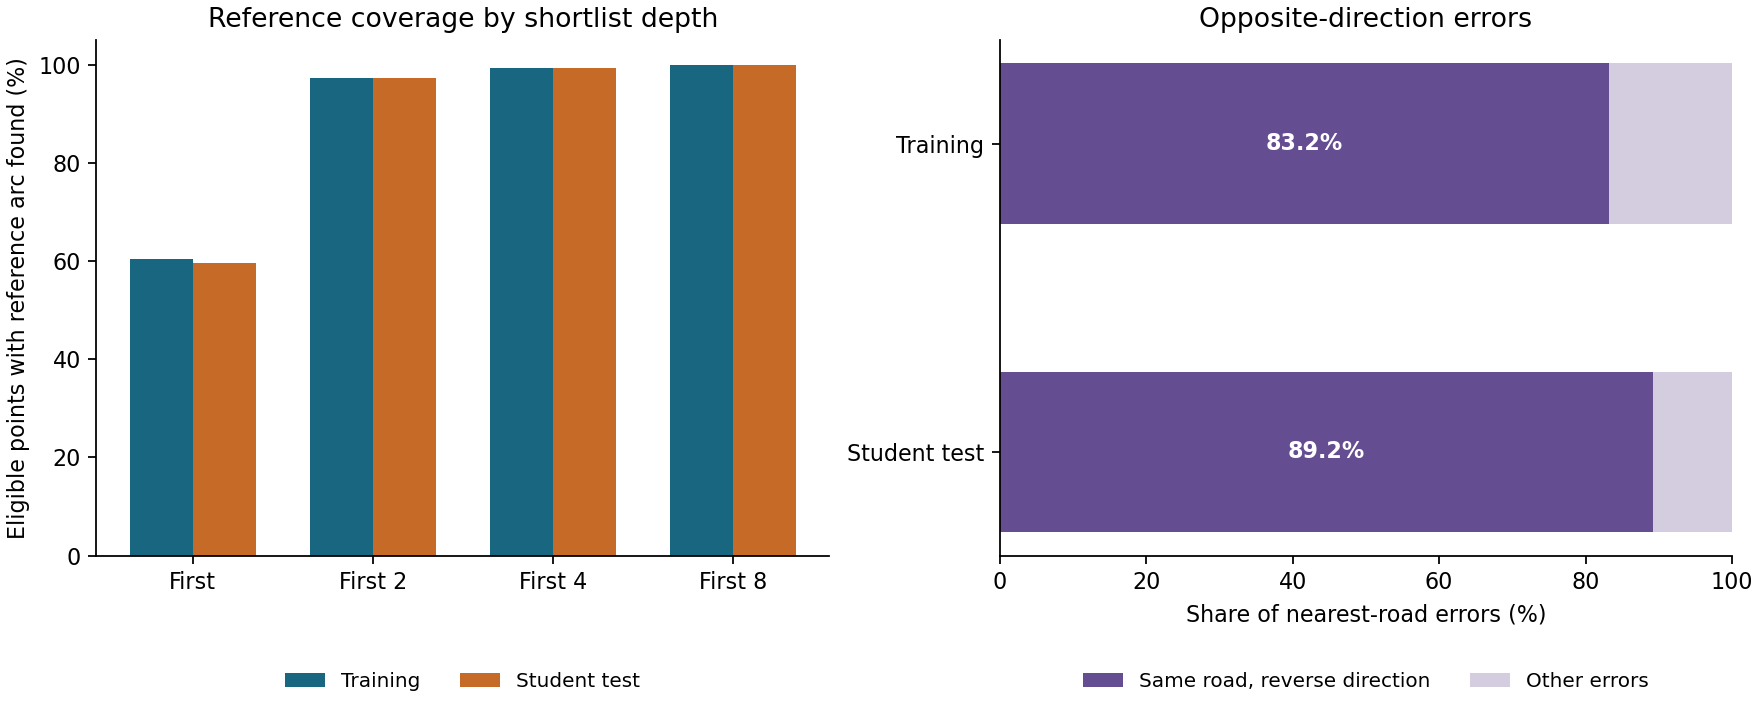 Reference coverage by shortlist depth
Eligible points with reference arc found (%)
100
80
60
40
20
0
First
First 2
First 4
First 8
Training
Student test
Opposite-direction errors
Training
83.2%
Student test
89.2%
0
20
40
60
80
100
Share of nearest-road errors (%)
Same road, reverse direction
Other errors